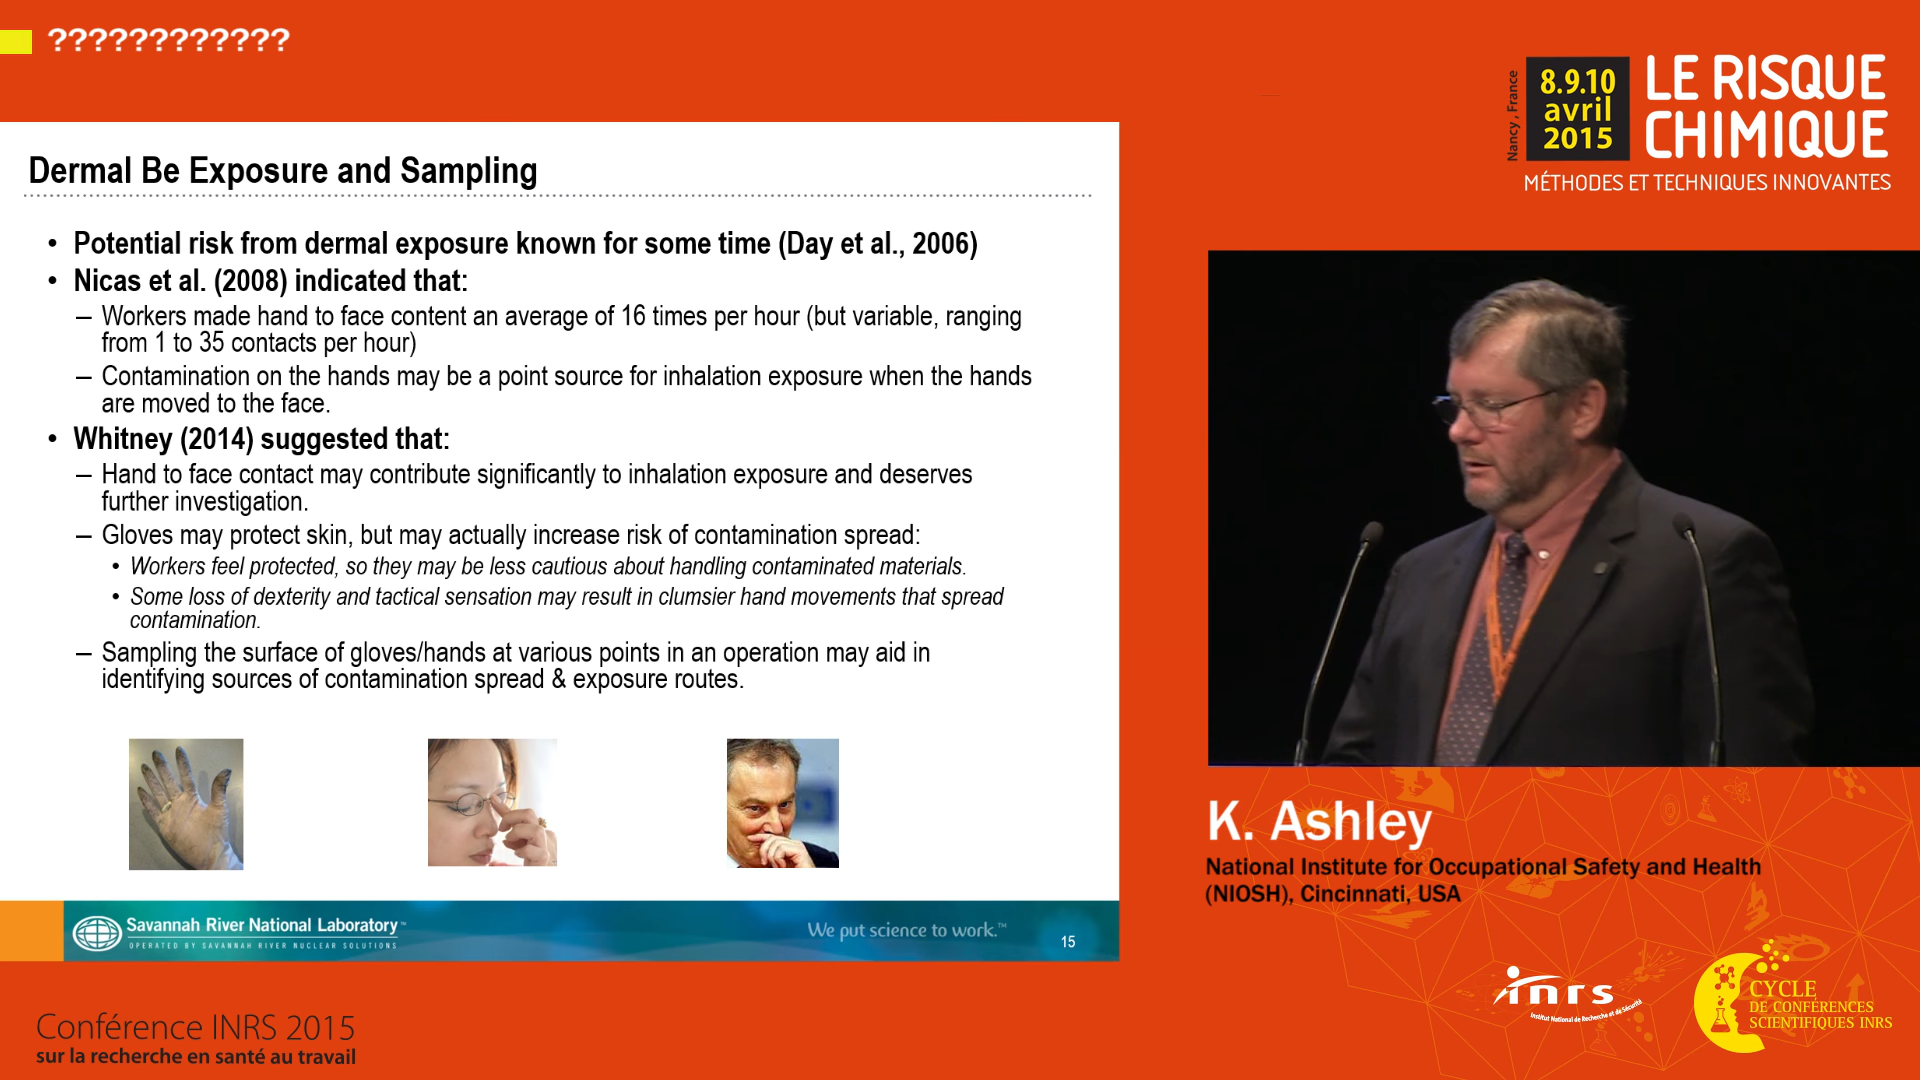 ????????????
Nancy, France
8.9.10
avril
2015
LE RISQUE
CHIMIQUE
MÉTHODES ET TECHNIQUES INNOVANTES
Dermal Be Exposure and Sampling
• Potential risk from dermal exposure known for some time (Day et al., 2006)
• Nicas et al. (2008) indicated that:
– Workers made hand to face content an average of 16 times per hour (but variable, ranging
from 1 to 35 contacts per hour)
– Contamination on the hands may be a point source for inhalation exposure when the hands
are moved to the face.
• Whitney (2014) suggested that:
– Hand to face contact may contribute significantly to inhalation exposure and deserves
further investigation.
– Gloves may protect skin, but may actually increase risk of contamination spread:
• Workers feel protected, so they may be less cautious about handling contaminated materials.
• Some loss of dexterity and tactical sensation may result in clumsier hand movements that spread
contamination.
– Sampling the surface of gloves/hands at various points in an operation may aid in
identifying sources of contamination spread & exposure routes.
Savannah River National Laboratory™
OPERATED BY SAVANNAH RIVER NUCLEAR SOLUTIONS
We put science to work.™
15
K. Ashley
National Institute for Occupational Safety and Health
(NIOSH), Cincinnati, USA
Conférence INRS 2015
sur la recherche en santé au travail
inrs
Institut National de Recherche et de Sécurité
CYCLE
DE CONFÉRENCES
SCIENTIFIQUES INRS